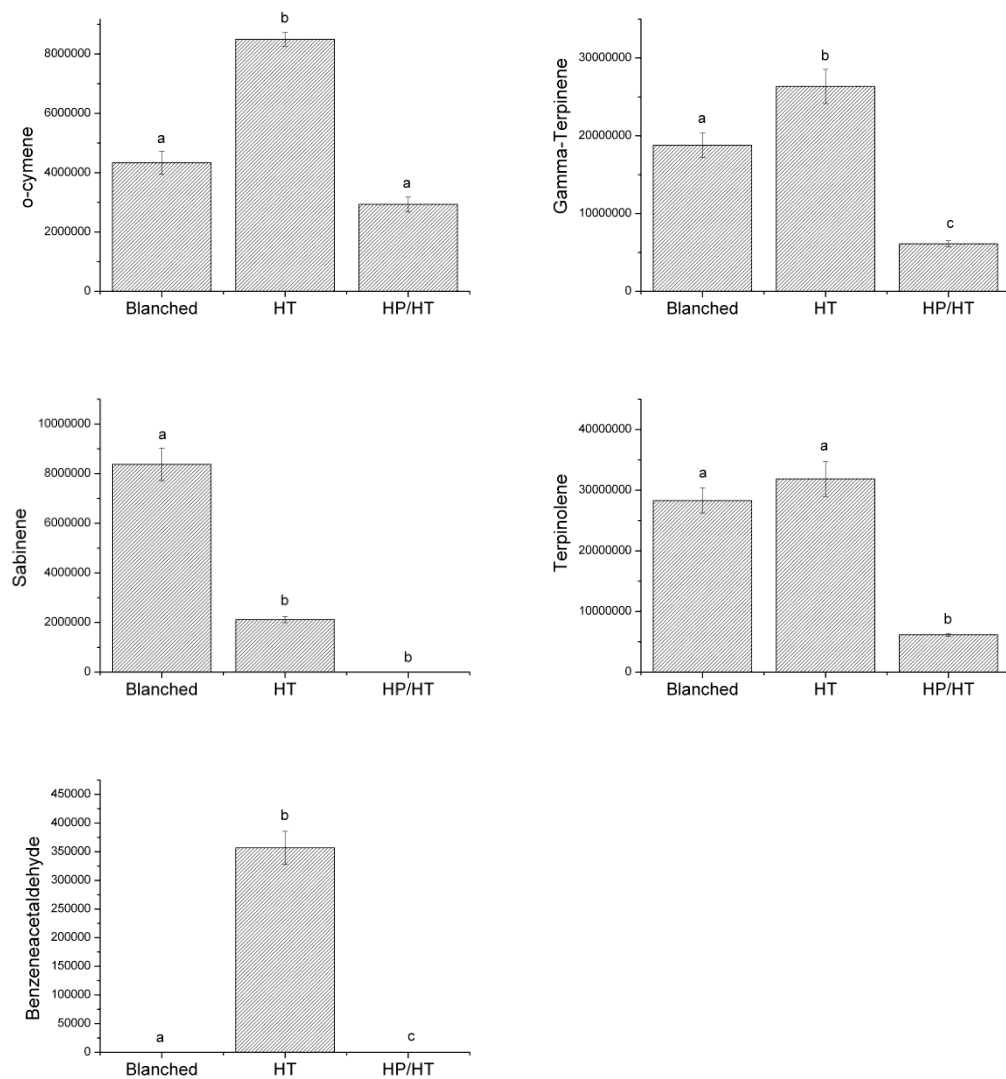 o-cymene
8000000
6000000
4000000
2000000
0
a
b
a
Blanched HT HP/HT
Gamma-Terpinene
30000000
20000000
10000000
0
a
b
c
Blanched HT HP/HT
Sabinene
10000000
8000000
6000000
4000000
2000000
0
a
b
b
Blanched HT HP/HT
Terpinolene
40000000
30000000
20000000
10000000
0
a
a
b
Blanched HT HP/HT
Benzeneacetaldehyde
450000
400000
350000
300000
250000
200000
150000
100000
50000
0
a
b
c
Blanched HT HP/HT